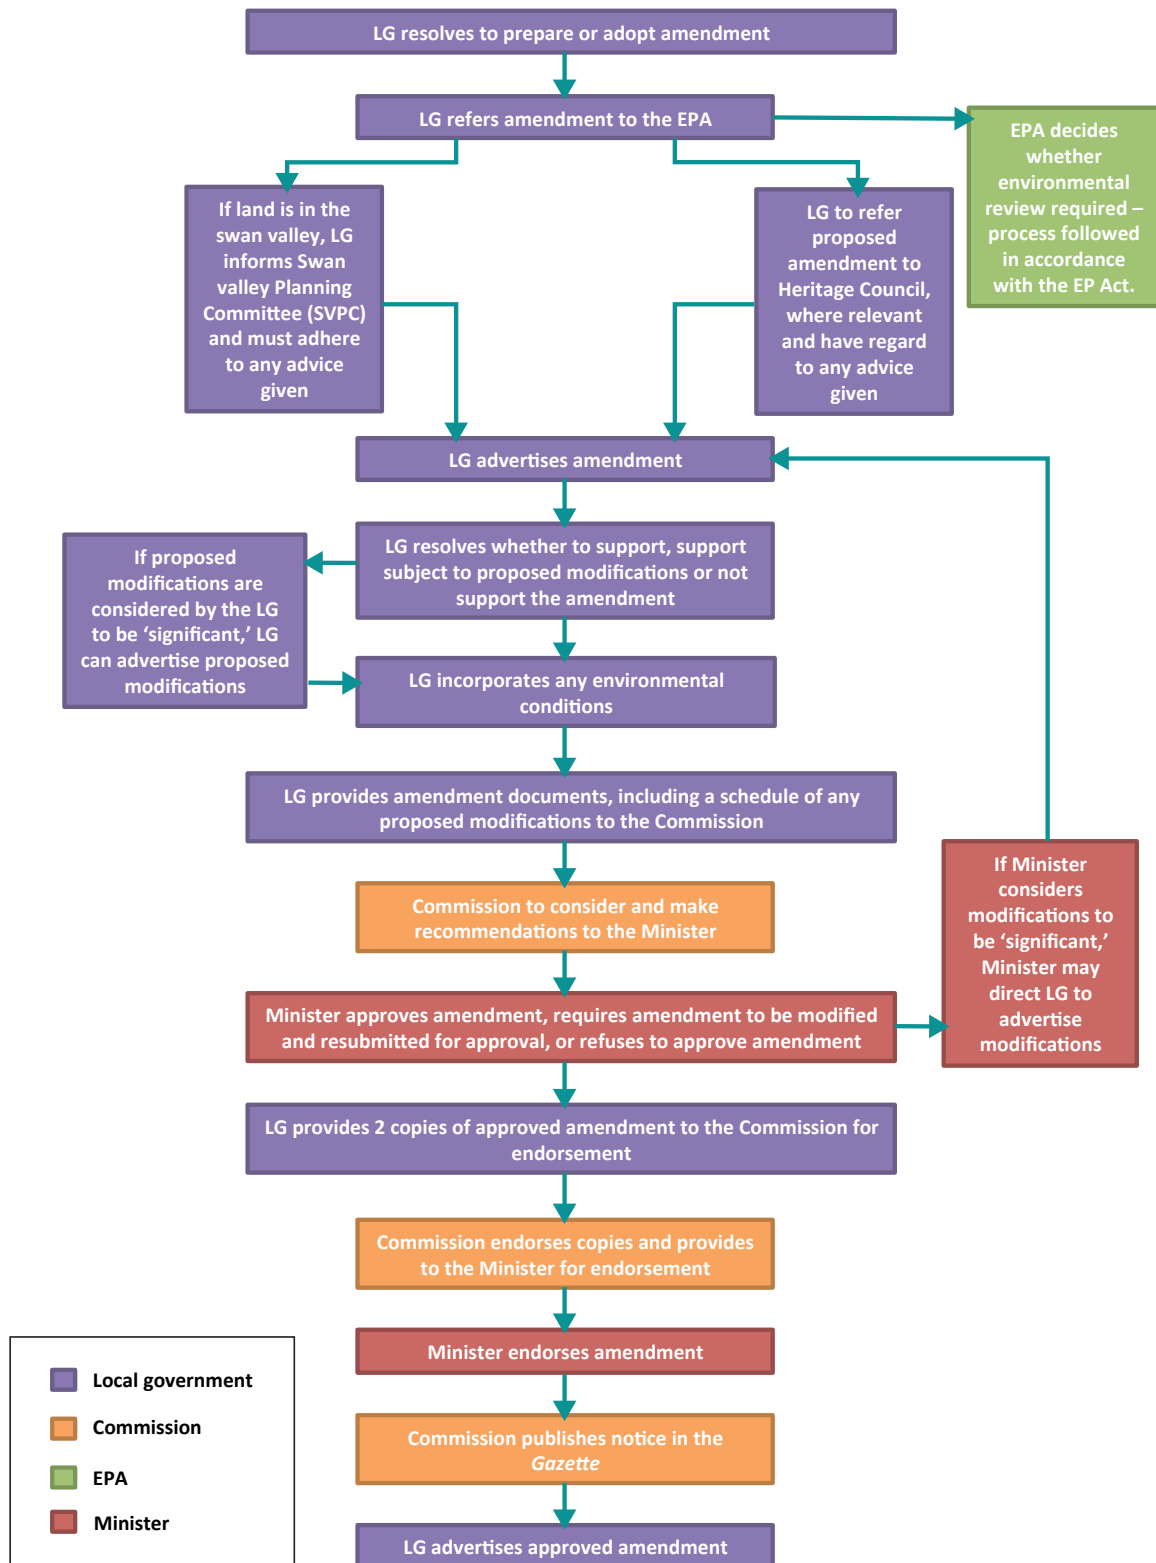 LG resolves to prepare or adopt amendment
LG refers amendment to the EPA
EPA decides
whether
environmental
review required –
process followed
in accordance
with the EP Act.
If land is in the
swan valley, LG
informs Swan
valley Planning
Committee (SVPC)
and must adhere
to any advice
given
LG to refer
proposed
amendment to
Heritage Council,
where relevant
and have regard
to any advice
given
LG advertises amendment
LG resolves whether to support, support
subject to proposed modifications or not
support the amendment
If proposed
modifications are
considered by the LG
to be ‘significant,’ LG
can advertise proposed
modifications
LG incorporates any environmental
conditions
LG provides amendment documents, including a schedule of any
proposed modifications to the Commission
Commission to consider and make
recommendations to the Minister
Minister approves amendment, requires amendment to be modified
and resubmitted for approval, or refuses to approve amendment
If Minister
considers
modifications to
be ‘significant,’
Minister may
direct LG to
advertise
modifications
LG provides 2 copies of approved amendment to the Commission for
endorsement
Commission endorses copies and provides
to the Minister for endorsement
Minister endorses amendment
Commission publishes notice in the
Gazette
LG advertises approved amendment
Local government
Commission
EPA
Minister